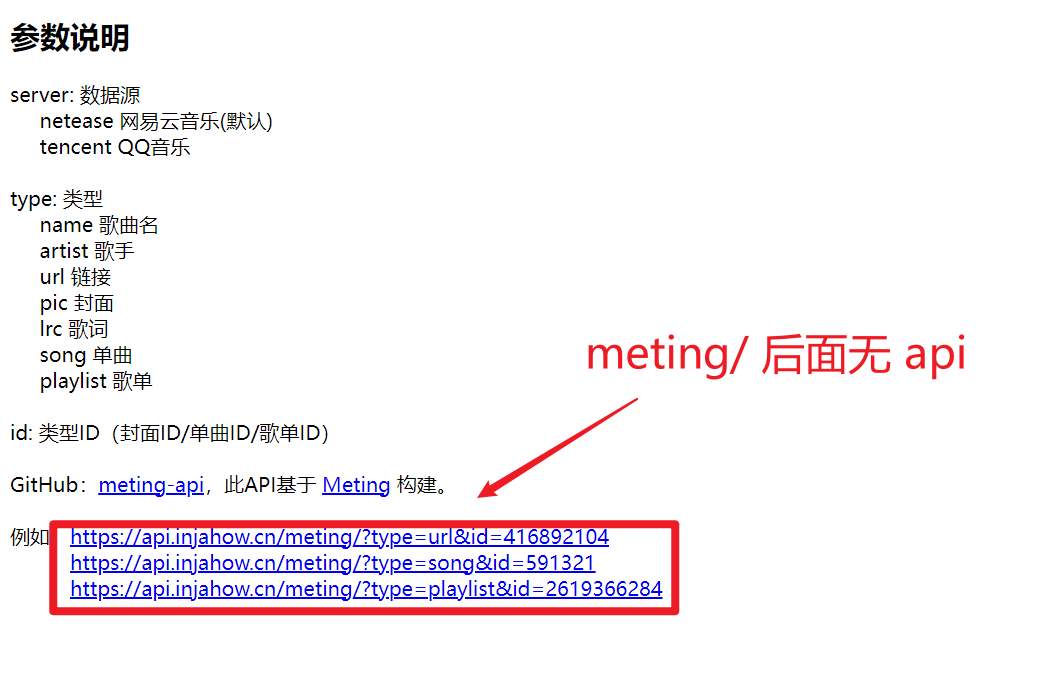 参数说明
server: 数据源
netease 网易云音乐(默认)
tencent QQ音乐
type: 类型
name 歌曲名
artist 歌手
url 链接
pic 封面
lrc 歌词
song 单曲
playlist 歌单
meting/ 后面无 api
id: 类型ID（封面ID/单曲ID/歌单ID）
GitHub：meting-api，此API基于 Meting 构建。
例如 https://api.injahow.cn/meting/?type=url&id=416892104
https://api.injahow.cn/meting/?type=song&id=591321
https://api.injahow.cn/meting/?type=playlist&id=2619366284